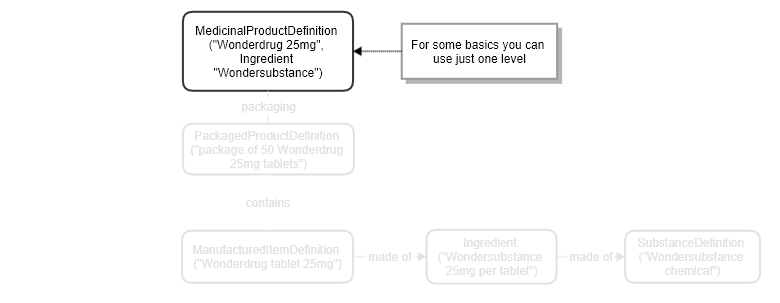 MedicinalProductDefinition
("Wonderdrug 25mg",
Ingredient
"Wondersubstance")
For some basics you can
use just one level
packaging
PackagedProductDefinition
("package of 50 Wonderdrug
25mg tablets")
contains
ManufacturedItemDefinition
("Wonderdrug tablet 25mg")
made of
Ingredient
("Wondersubstance
25mg per tablet")
made of
SubstanceDefinition
("Wondersubstance
chemical")